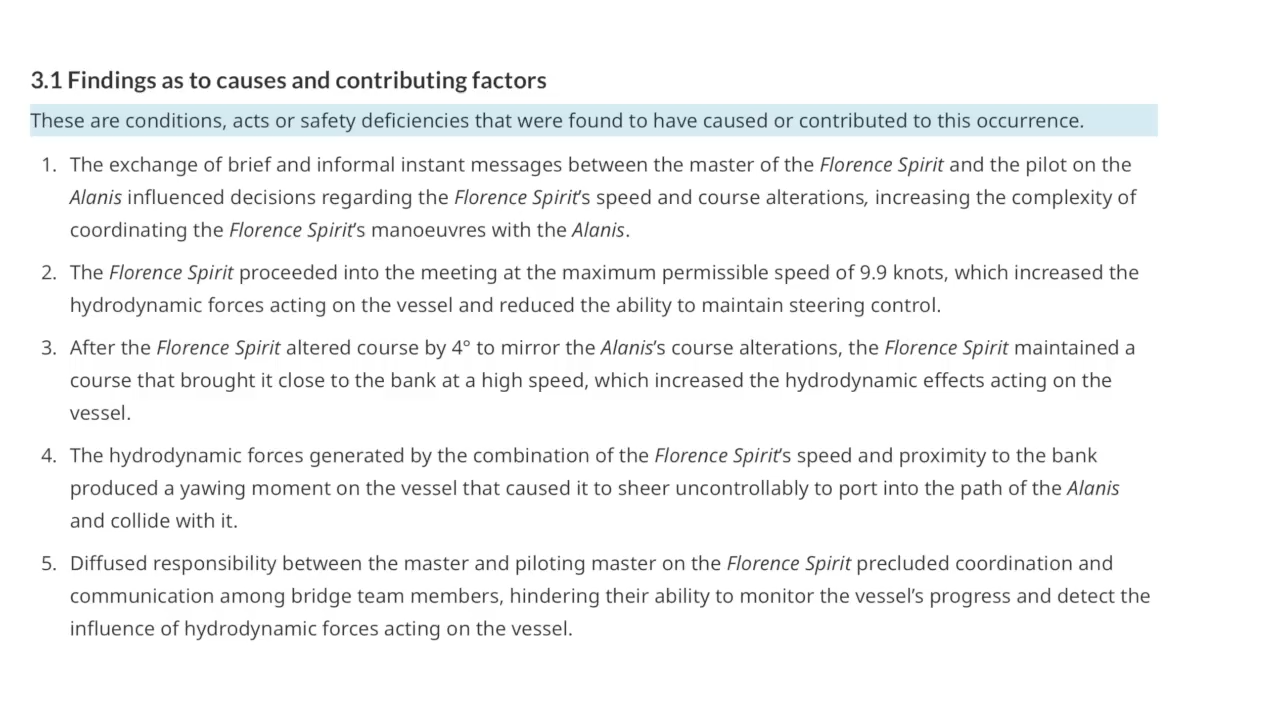 3.1 Findings as to causes and contributing factors
These are conditions, acts or safety deficiencies that were found to have caused or contributed to this occurrence.
1. The exchange of brief and informal instant messages between the master of the Florence Spirit and the pilot on the
Alanis influenced decisions regarding the Florence Spirit’s speed and course alterations, increasing the complexity of
coordinating the Florence Spirit’s manoeuvres with the Alanis.
2. The Florence Spirit proceeded into the meeting at the maximum permissible speed of 9.9 knots, which increased the
hydrodynamic forces acting on the vessel and reduced the ability to maintain steering control.
3. After the Florence Spirit altered course by 4° to mirror the Alanis’s course alterations, the Florence Spirit maintained a
course that brought it close to the bank at a high speed, which increased the hydrodynamic effects acting on the
vessel.
4. The hydrodynamic forces generated by the combination of the Florence Spirit’s speed and proximity to the bank
produced a yawing moment on the vessel that caused it to sheer uncontrollably to port into the path of the Alanis
and collide with it.
5. Diffused responsibility between the master and piloting master on the Florence Spirit precluded coordination and
communication among bridge team members, hindering their ability to monitor the vessel’s progress and detect the
influence of hydrodynamic forces acting on the vessel.